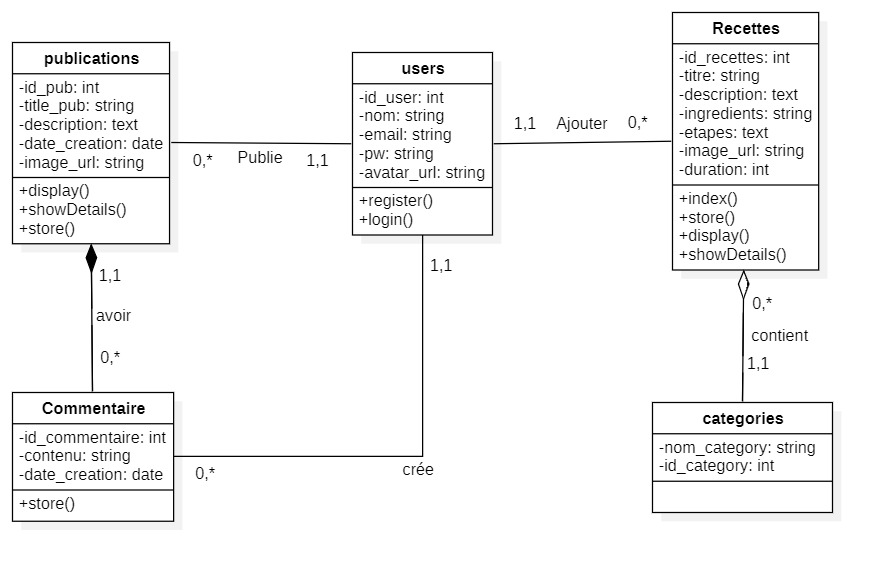 publications
-id_pub: int
-title_pub: string
-description: text
-date_creation: date
-image_url: string
+display()
+showDetails()
+store()
0,*
Publie
1,1
users
-id_user: int
-nom: string
-email: string
-pw: string
-avatar_url: string
+register()
+login()
1,1
Ajouter
0,*
Recettes
-id_recettes: int
-titre: string
-description: text
-ingredients: string
-etapes: text
-image_url: string
-duration: int
+index()
+store()
+display()
+showDetails()
1,1
avoir
0,*
1,1
0,*
contient
1,1
Commentaire
-id_commentaire: int
-contenu: string
-date_creation: date
+store()
0,*
crée
categories
-nom_category: string
-id_category: int